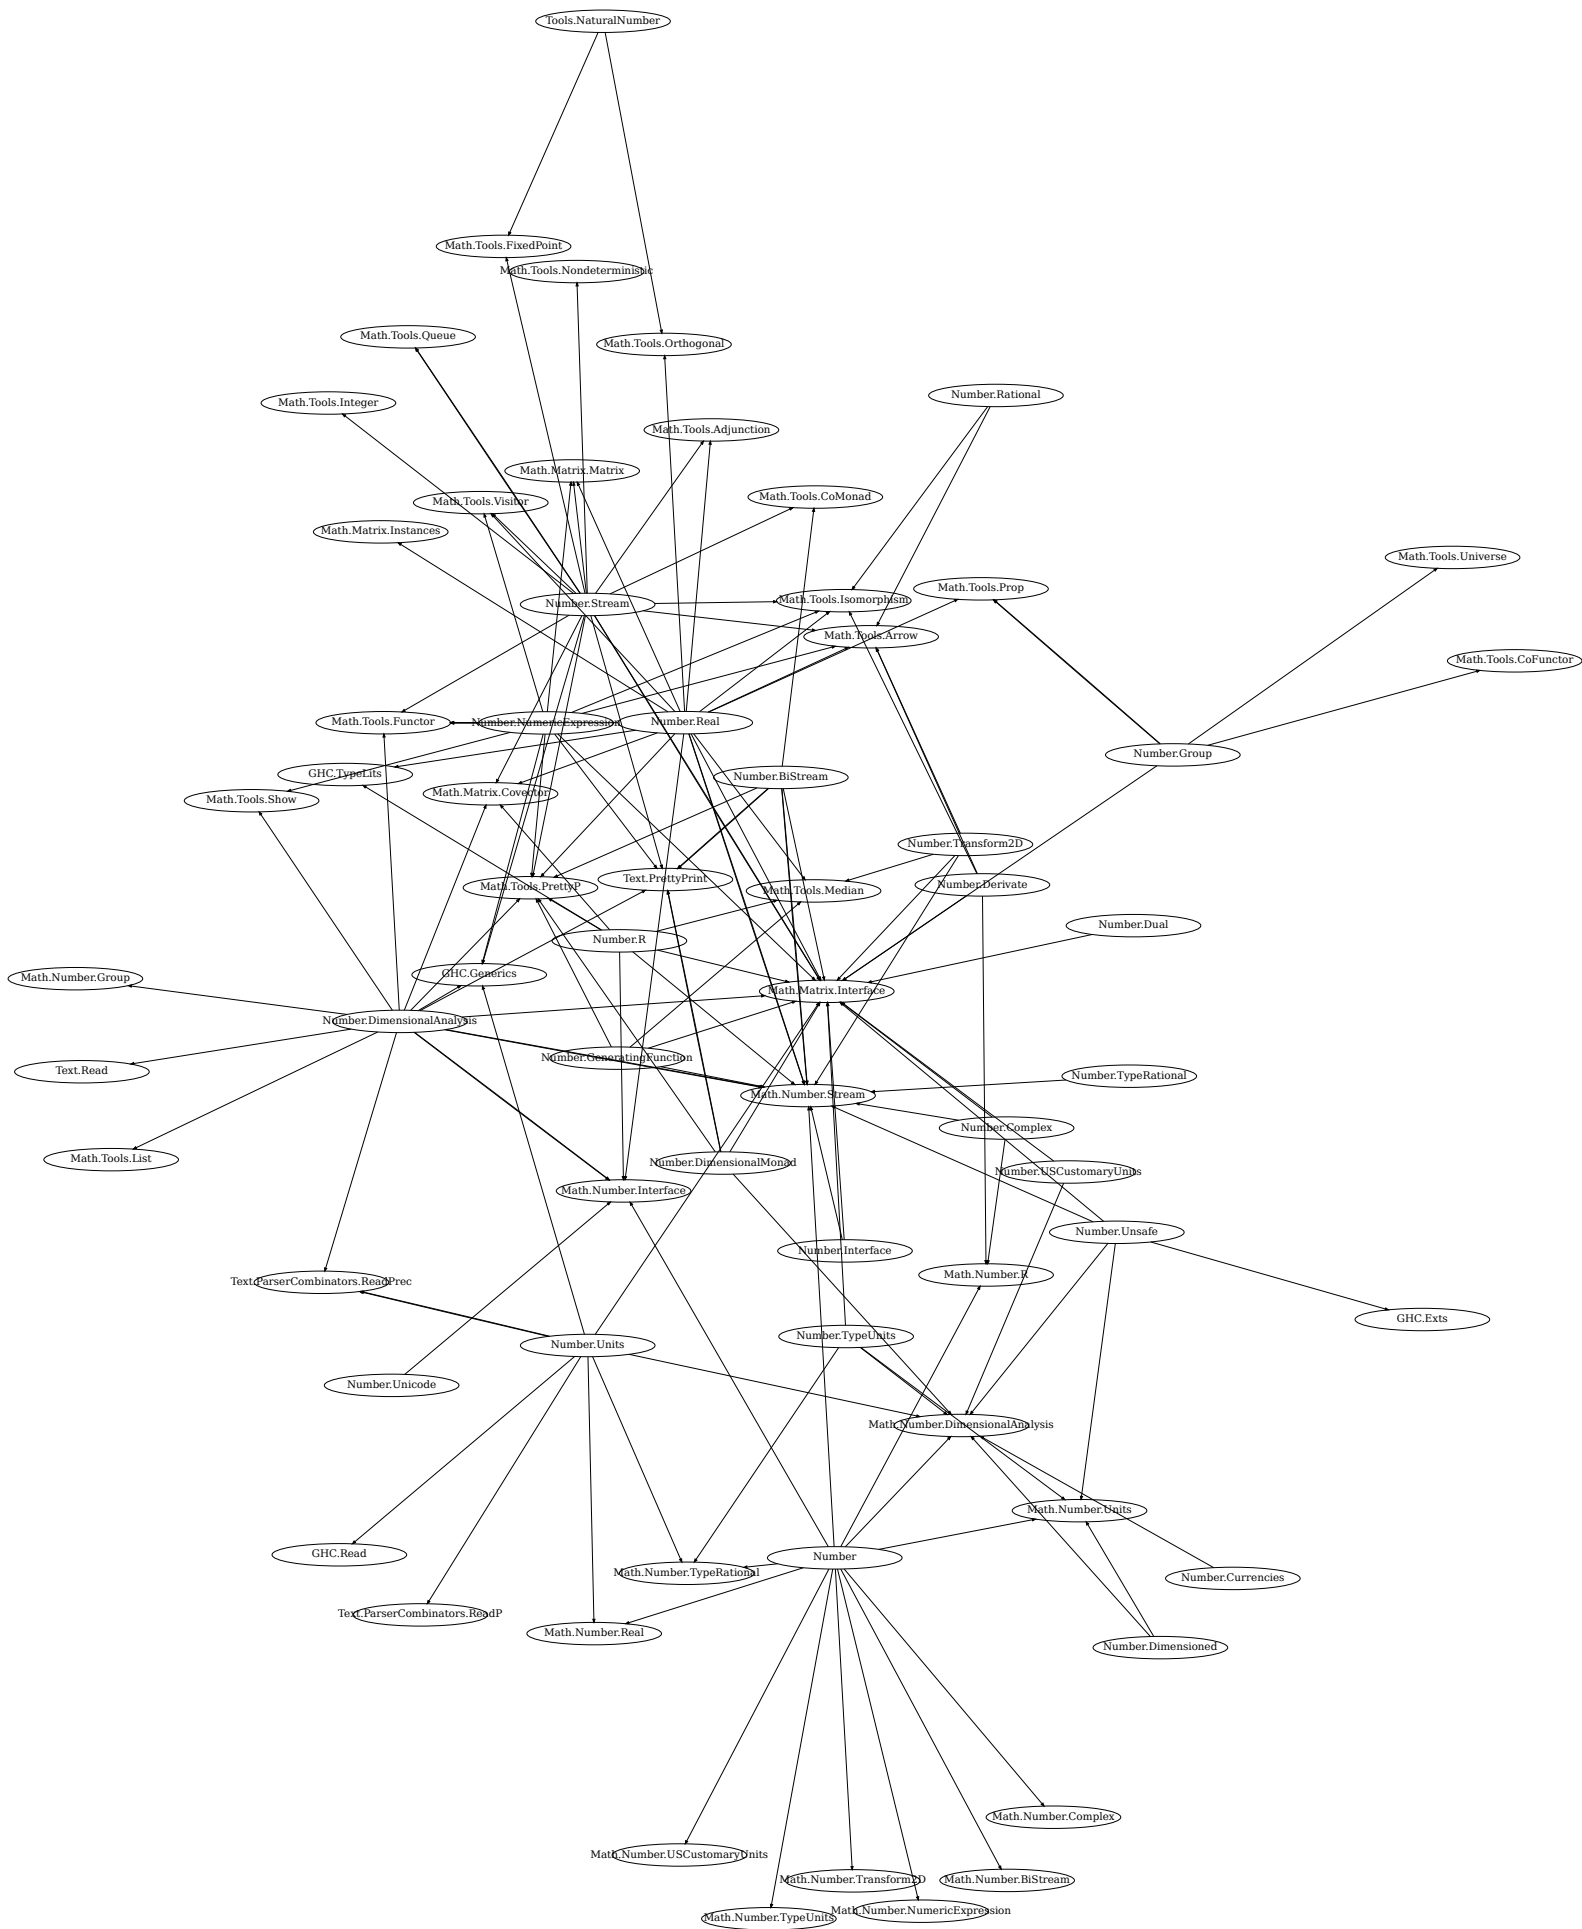 Tools.NaturalNumber
Math.Tools.FixedPoint
Math.Tools.Nondeterministic
Math.Tools.Queue
Math.Tools.Orthogonal
Number.Rational
Math.Tools.Integer
Math.Tools.Adjunction
Math.Matrix.Matrix
Math.Tools.CoMonad
Math.Tools.Visitor
Math.Matrix.Instances
Math.Tools.Universe
Math.Tools.Prop
Math.Tools.Isomorphism
Number.Stream
Math.Tools.Arrow
Math.Tools.CoFunctor
Math.Tools.Functor
Number.NumericExpression
Number.Real
Number.Group
GHC.TypeLits
Number.BiStream
Math.Matrix.Covector
Math.Tools.Show
Number.Transform2D
Text.PrettyPrint
Number.Derivate
Math.Tools.PrettyP
Math.Tools.Median
Number.Dual
Number.R
GHC.Generics
Math.Number.Group
Math.Matrix.Interface
Number.DimensionalAnalysis
Number.GeneratingFunction
Text.Read
Number.TypeRational
Math.Number.Stream
Number.Complex
Math.Tools.List
Number.DimensionalMonad
Number.USCustomaryUnits
Math.Number.Interface
Number.Unsafe
Number.Interface
Math.Number.R
Text.ParserCombinators.ReadPrec
GHC.Exts
Number.TypeUnits
Number.Units
Number.Unicode
Math.Number.DimensionalAnalysis
Math.Number.Units
GHC.Read
Number
Math.Number.TypeRational
Number.Currencies
Text.ParserCombinators.ReadP
Math.Number.Real
Number.Dimensioned
Math.Number.Complex
Math.Number.USCustomaryUnits
Math.Number.Transform2D
Math.Number.BiStream
Math.Number.NumericExpression
Math.Number.TypeUnits